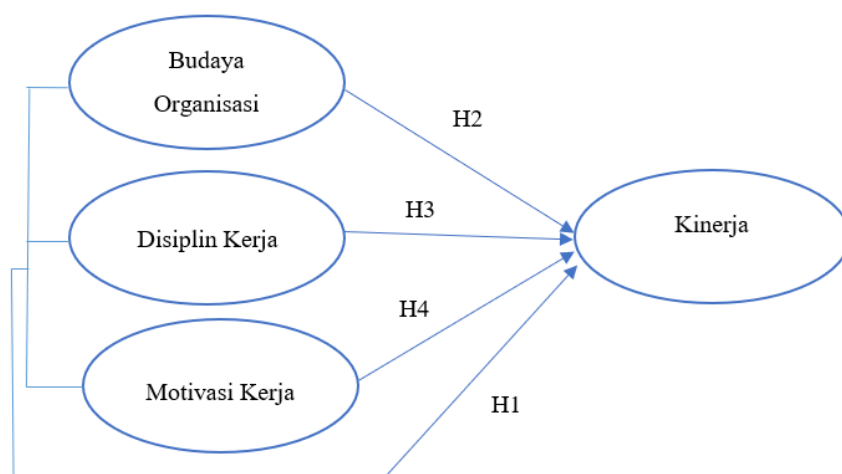 Budaya
Organisasi
H2
H3
Kinerja
Disiplin Kerja
H4
Motivasi Kerja
H1